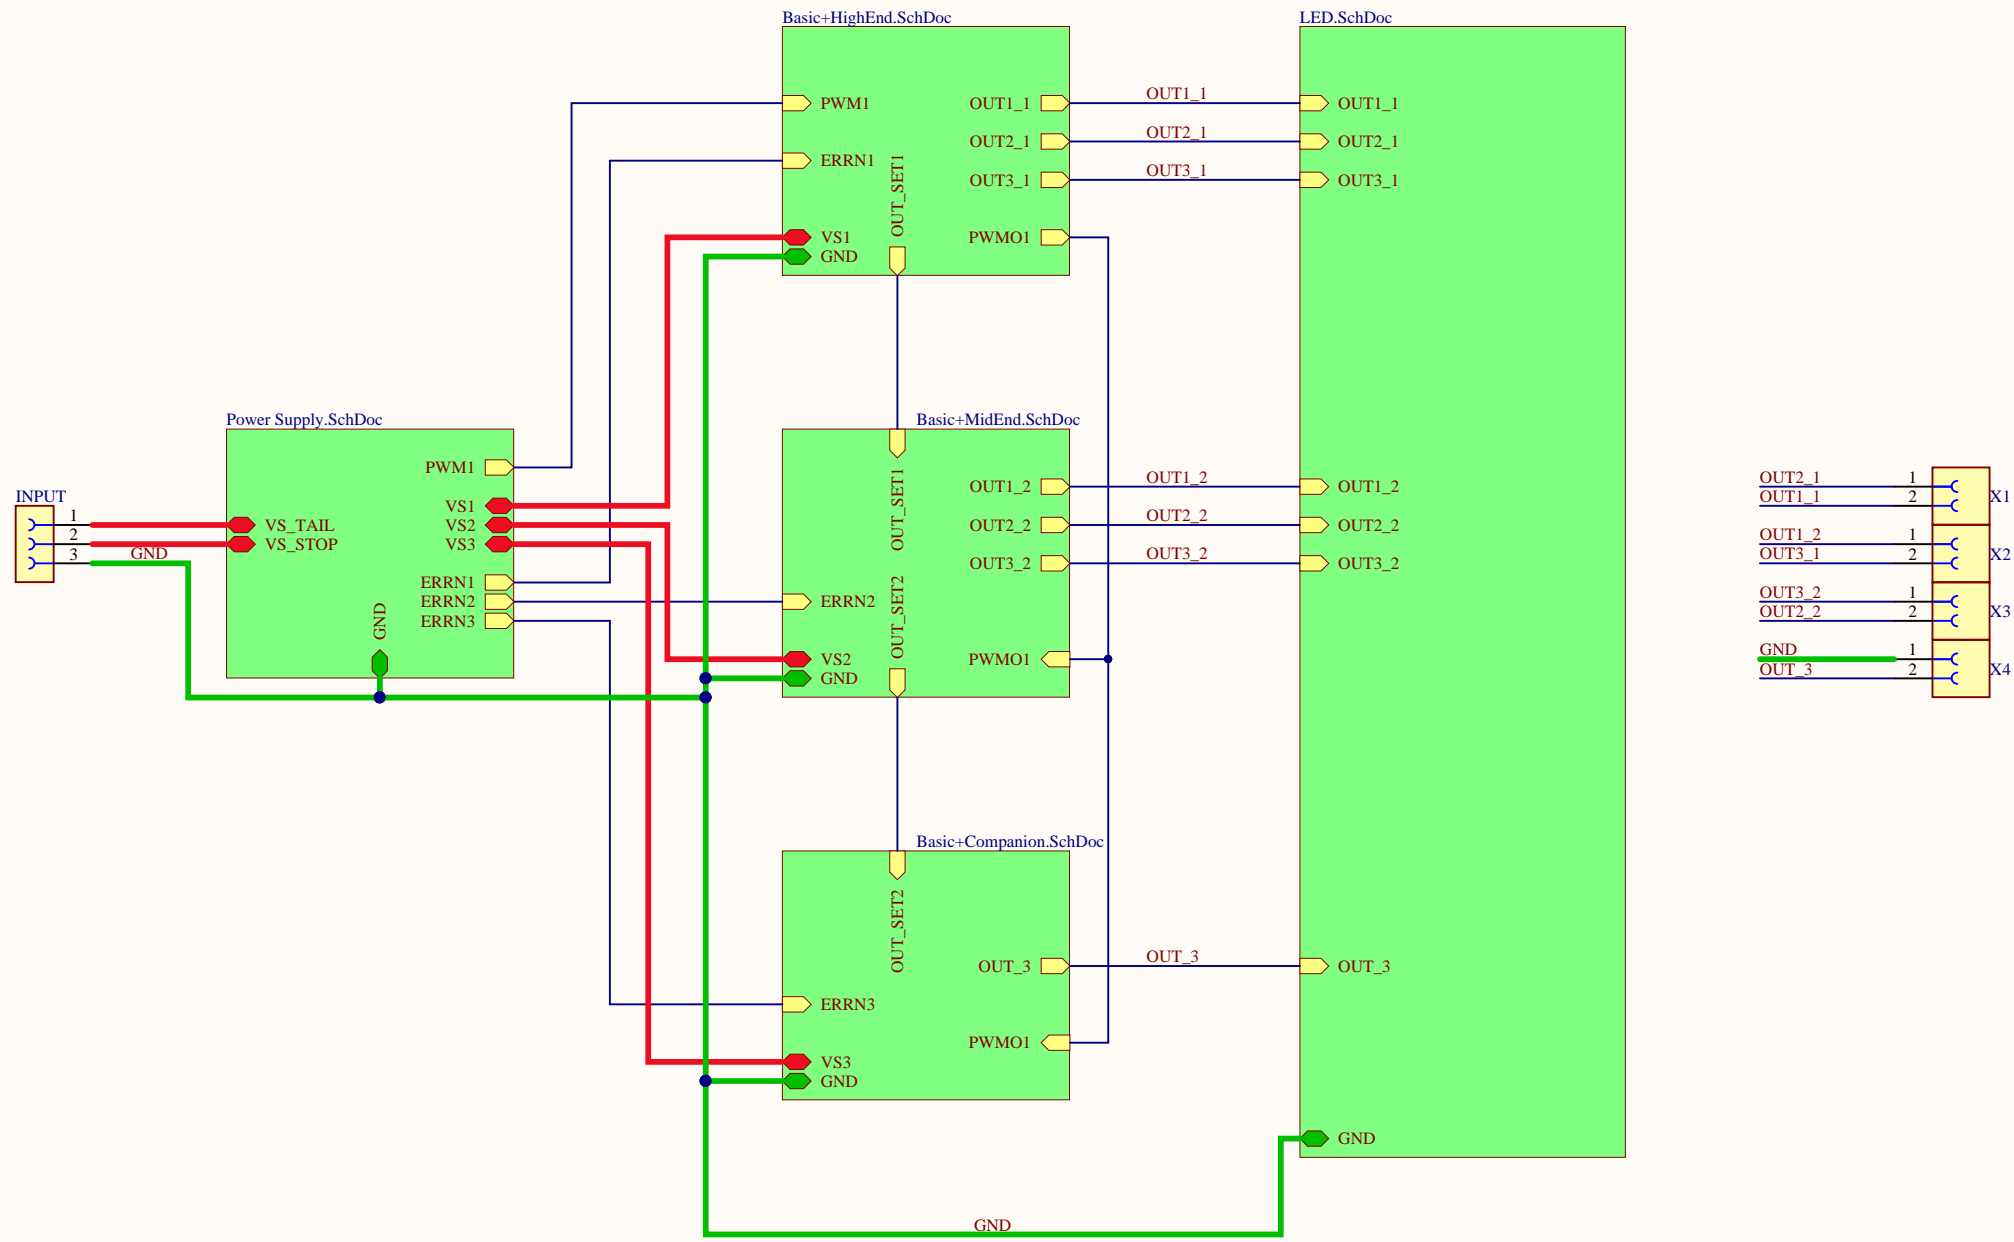 Basic+HighEnd.SchDoc
PWM1
ERRN1
VS1
GND
OUT_SET1
OUT1_1
OUT2_1
OUT3_1
PWMO1
OUT1_1
OUT2_1
OUT3_1
LED.SchDoc
OUT1_1
OUT2_1
OUT3_1
OUT1_2
OUT2_2
OUT3_2
OUT_3
GND
Power Supply.SchDoc
PWM1
VS1
VS2
VS3
ERRN1
ERRN2
ERRN3
VS_TAIL
VS_STOP
GND
INPUT
1
2
3
GND
Basic+MidEnd.SchDoc
OUT_SET1
OUT_SET2
ERRN2
VS2
GND
OUT1_2
OUT2_2
OUT3_2
PWMO1
OUT1_2
OUT2_2
OUT3_2
Basic+Companion.SchDoc
OUT_SET2
ERRN3
VS3
GND
OUT_3
PWMO1
OUT_3
GND
OUT2_1 1
OUT1_1 2
X1
OUT1_2 1
OUT3_1 2
X2
OUT3_2 1
OUT2_2 2
X3
GND 1
OUT_3 2
X4